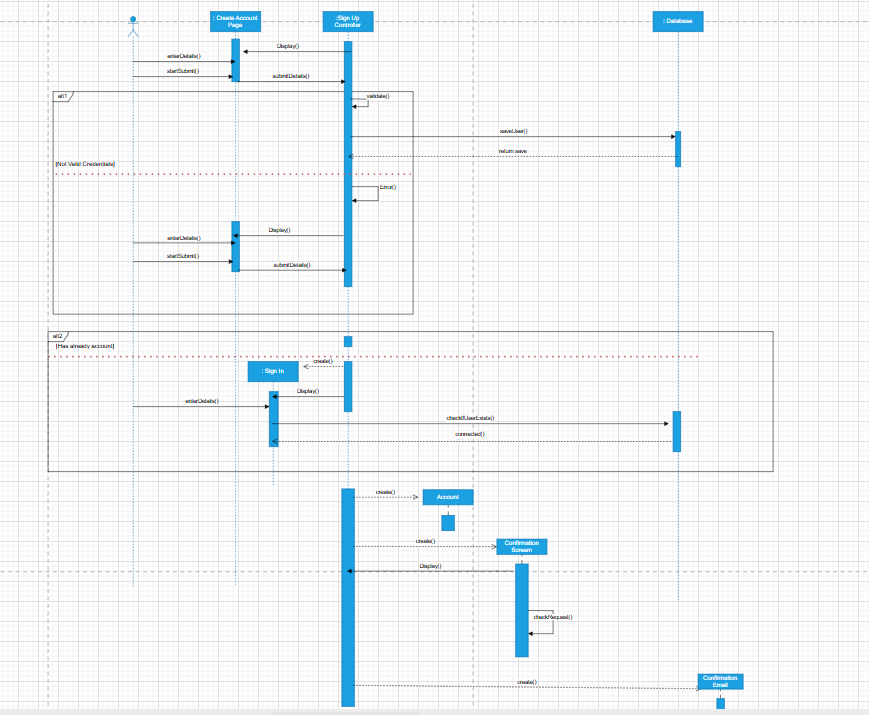 : Create Account
Page
:Sign Up
Controller
: Database
Display()
enterDetails()
startSubmit()
submitDetails()
alt1
validate()
saveUser()
return save
[Not Valid Credentials]
Error()
Display()
enterDetails()
startSubmit()
submitDetails()
alt2
[Has already account]
create()
: Sign In
Display()
enterDetails()
checkIfUserExists()
connected()
create()
Account
create()
Confirmation
Screen
Display()
checkRequest()
create()
Confirmation
Email